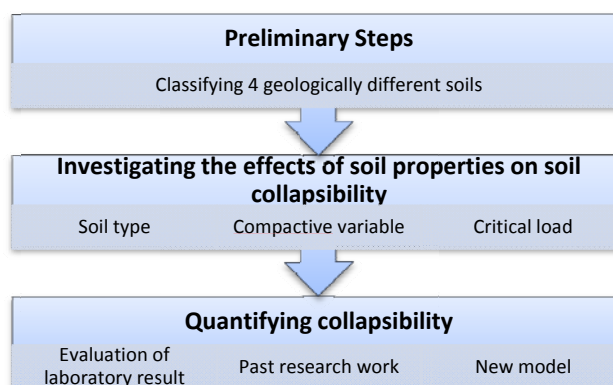 Preliminary Steps
Classifying 4 geologically different soils
Investigating the effects of soil properties on soil
collapsibility
Soil type Compactive variable Critical load
Quantifying collapsibility
Evaluation of
laboratory result Past research work New model